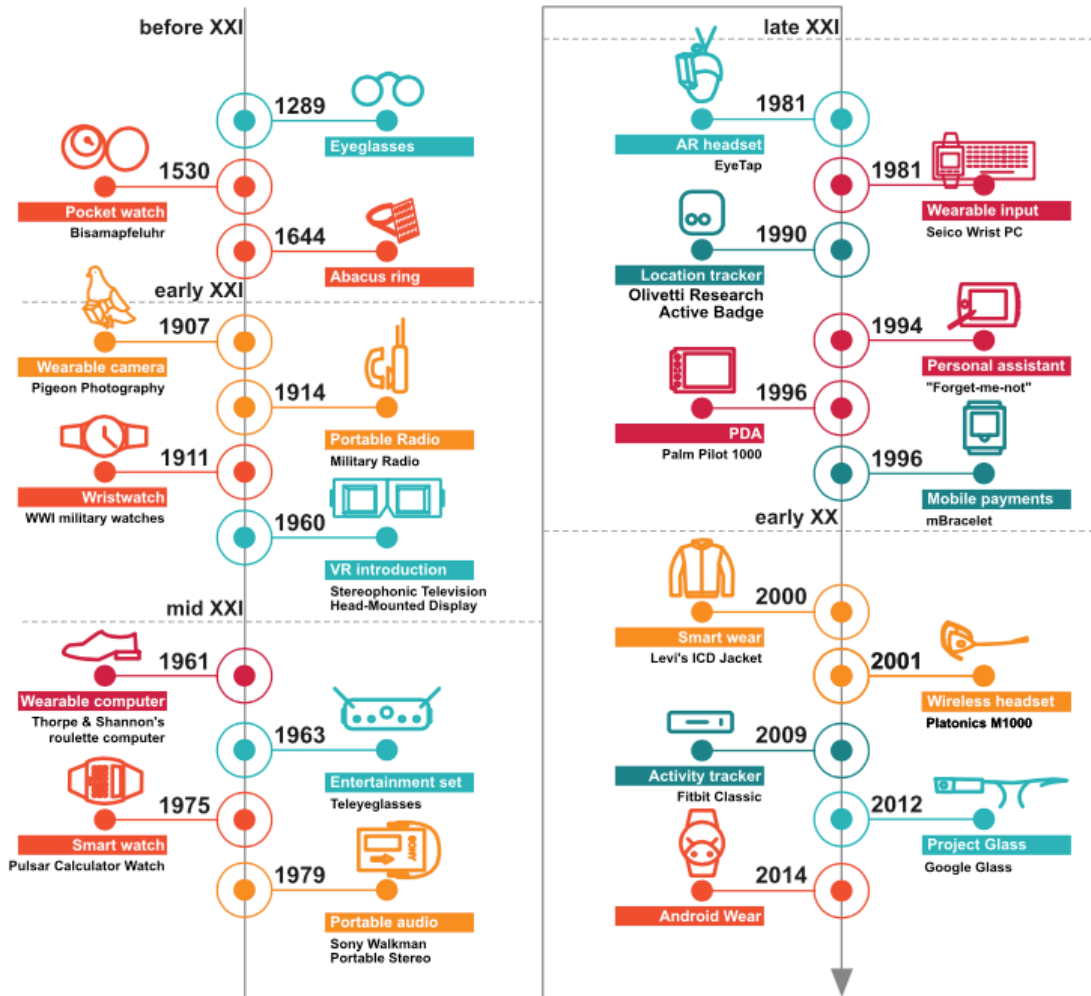 before XXI
1289
Eyeglasses
1530
Pocket watch
Bisamapfeluhr
1644
Abacus ring
early XXI
1907
Wearable camera
Pigeon Photography
1914
Portable Radio
Military Radio
1911
Wristwatch
WWI military watches
1960
VR introduction
Stereophonic Television
Head-Mounted Display
mid XXI
1961
Wearable computer
Thorpe & Shannon's
roulette computer
1963
Entertainment set
Teleyeglasses
1975
Smart watch
Pulsar Calculator Watch
SONY
1979
Portable audio
Sony Walkman
Portable Stereo
late XXI
1981
AR headset
EyeTap
1981
Wearable input
Seico Wrist PC
1990
Location tracker
Olivetti Research
Active Badge
1994
Personal assistant
"Forget-me-not"
1996
PDA
Palm Pilot 1000
1996
Mobile payments
mBracelet
early XX
2000
Smart wear
Levi's ICD Jacket
2001
Wireless headset
Platonics M1000
2009
Activity tracker
Fitbit Classic
2012
Project Glass
Google Glass
2014
Android Wear